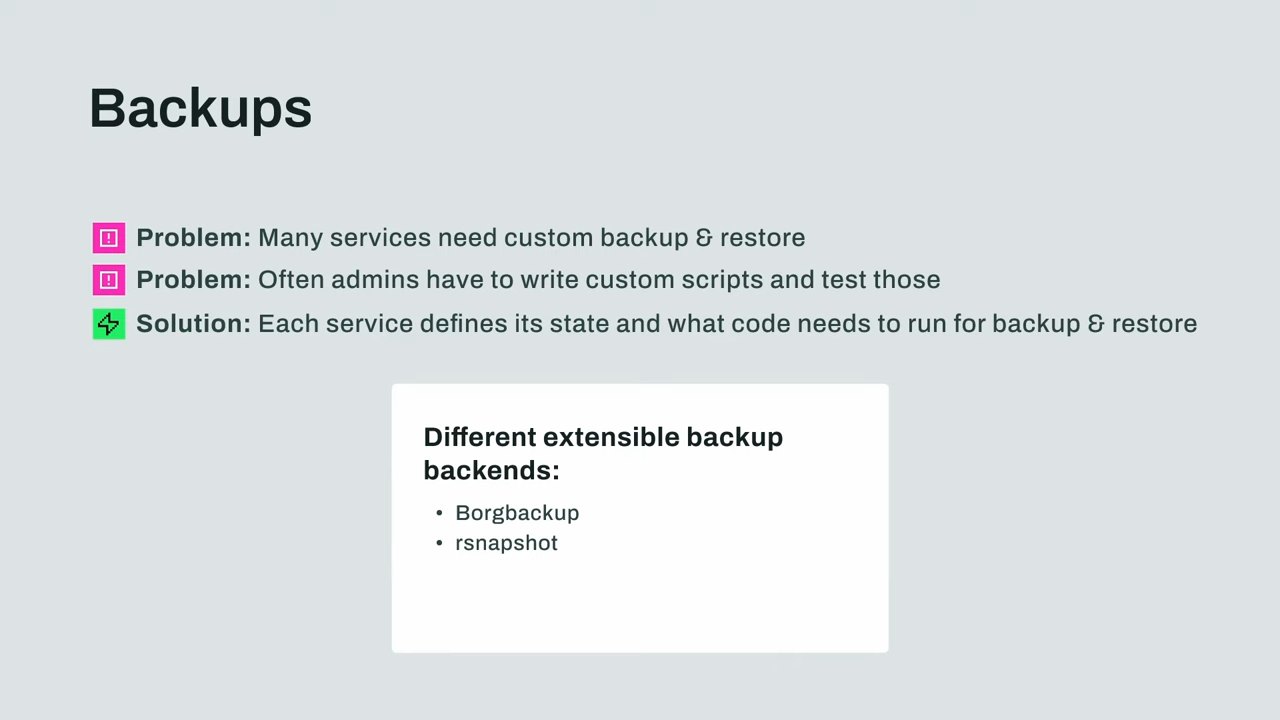 Backups
Problem: Many services need custom backup & restore
Problem: Often admins have to write custom scripts and test those
Solution: Each service defines its state and what code needs to run for backup & restore
Different extensible backup
backends:
• Borgbackup
• rsnapshot